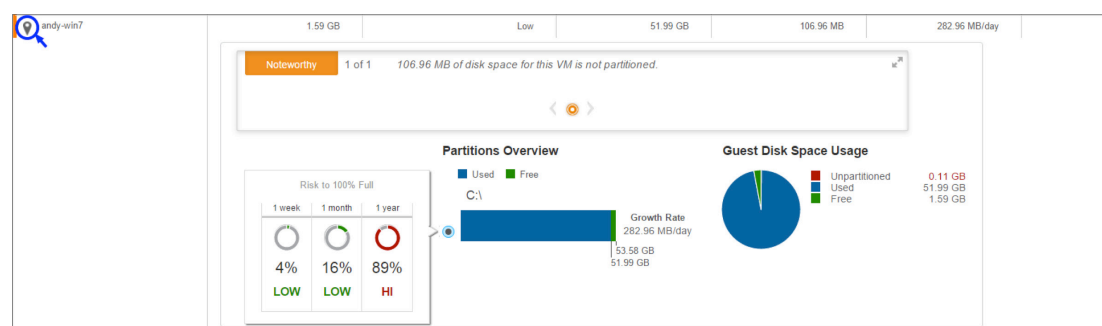 andy-win7 1.59 GB Low 51.99 GB 106.96 MB 282.96 MB/day
Noteworthy 1 of 1 106.96 MB of disk space for this VM is not partitioned.
Partitions Overview
Used Free
C:\
Growth Rate
282.96 MB/day
53.58 GB
51.99 GB
Guest Disk Space Usage
Unpartitioned 0.11 GB
Used 51.99 GB
Free 1.59 GB
Risk to 100% Full
1 week 1 month 1 year
4% 16% 89%
LOW LOW HI